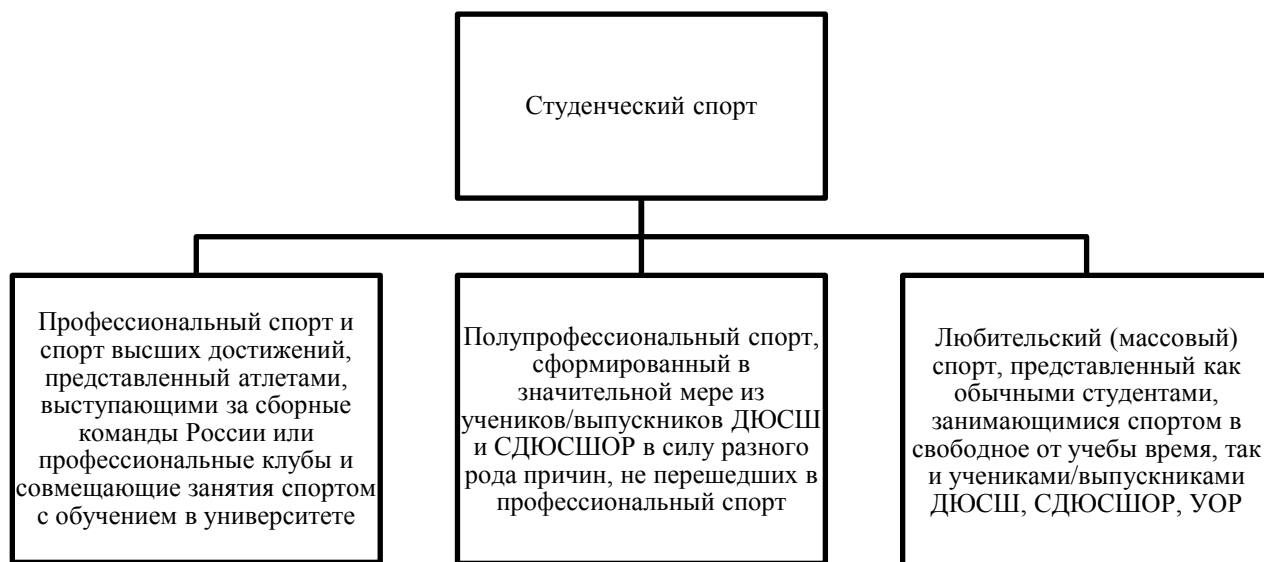 Студенческий спорт
Профессиональный спорт и
спорт высших достижений,
представленный атлетами,
выступающими за сборные
команды России или
профессиональные клубы и
совмещающие занятия спортом
с обучением в университете
Полупрофессиональный спорт,
сформированный в
значительной мере из
учеников/выпускников ДЮСШ
и СДЮСШОР в силу разного
рода причин, не перешедших в
профессиональный спорт
Любительский (массовый)
спорт, представленный как
обычными студентами,
занимающимися спортом в
свободное от учебы время, так
и учениками/выпускниками
ДЮСШ, СДЮСШОР, УОР